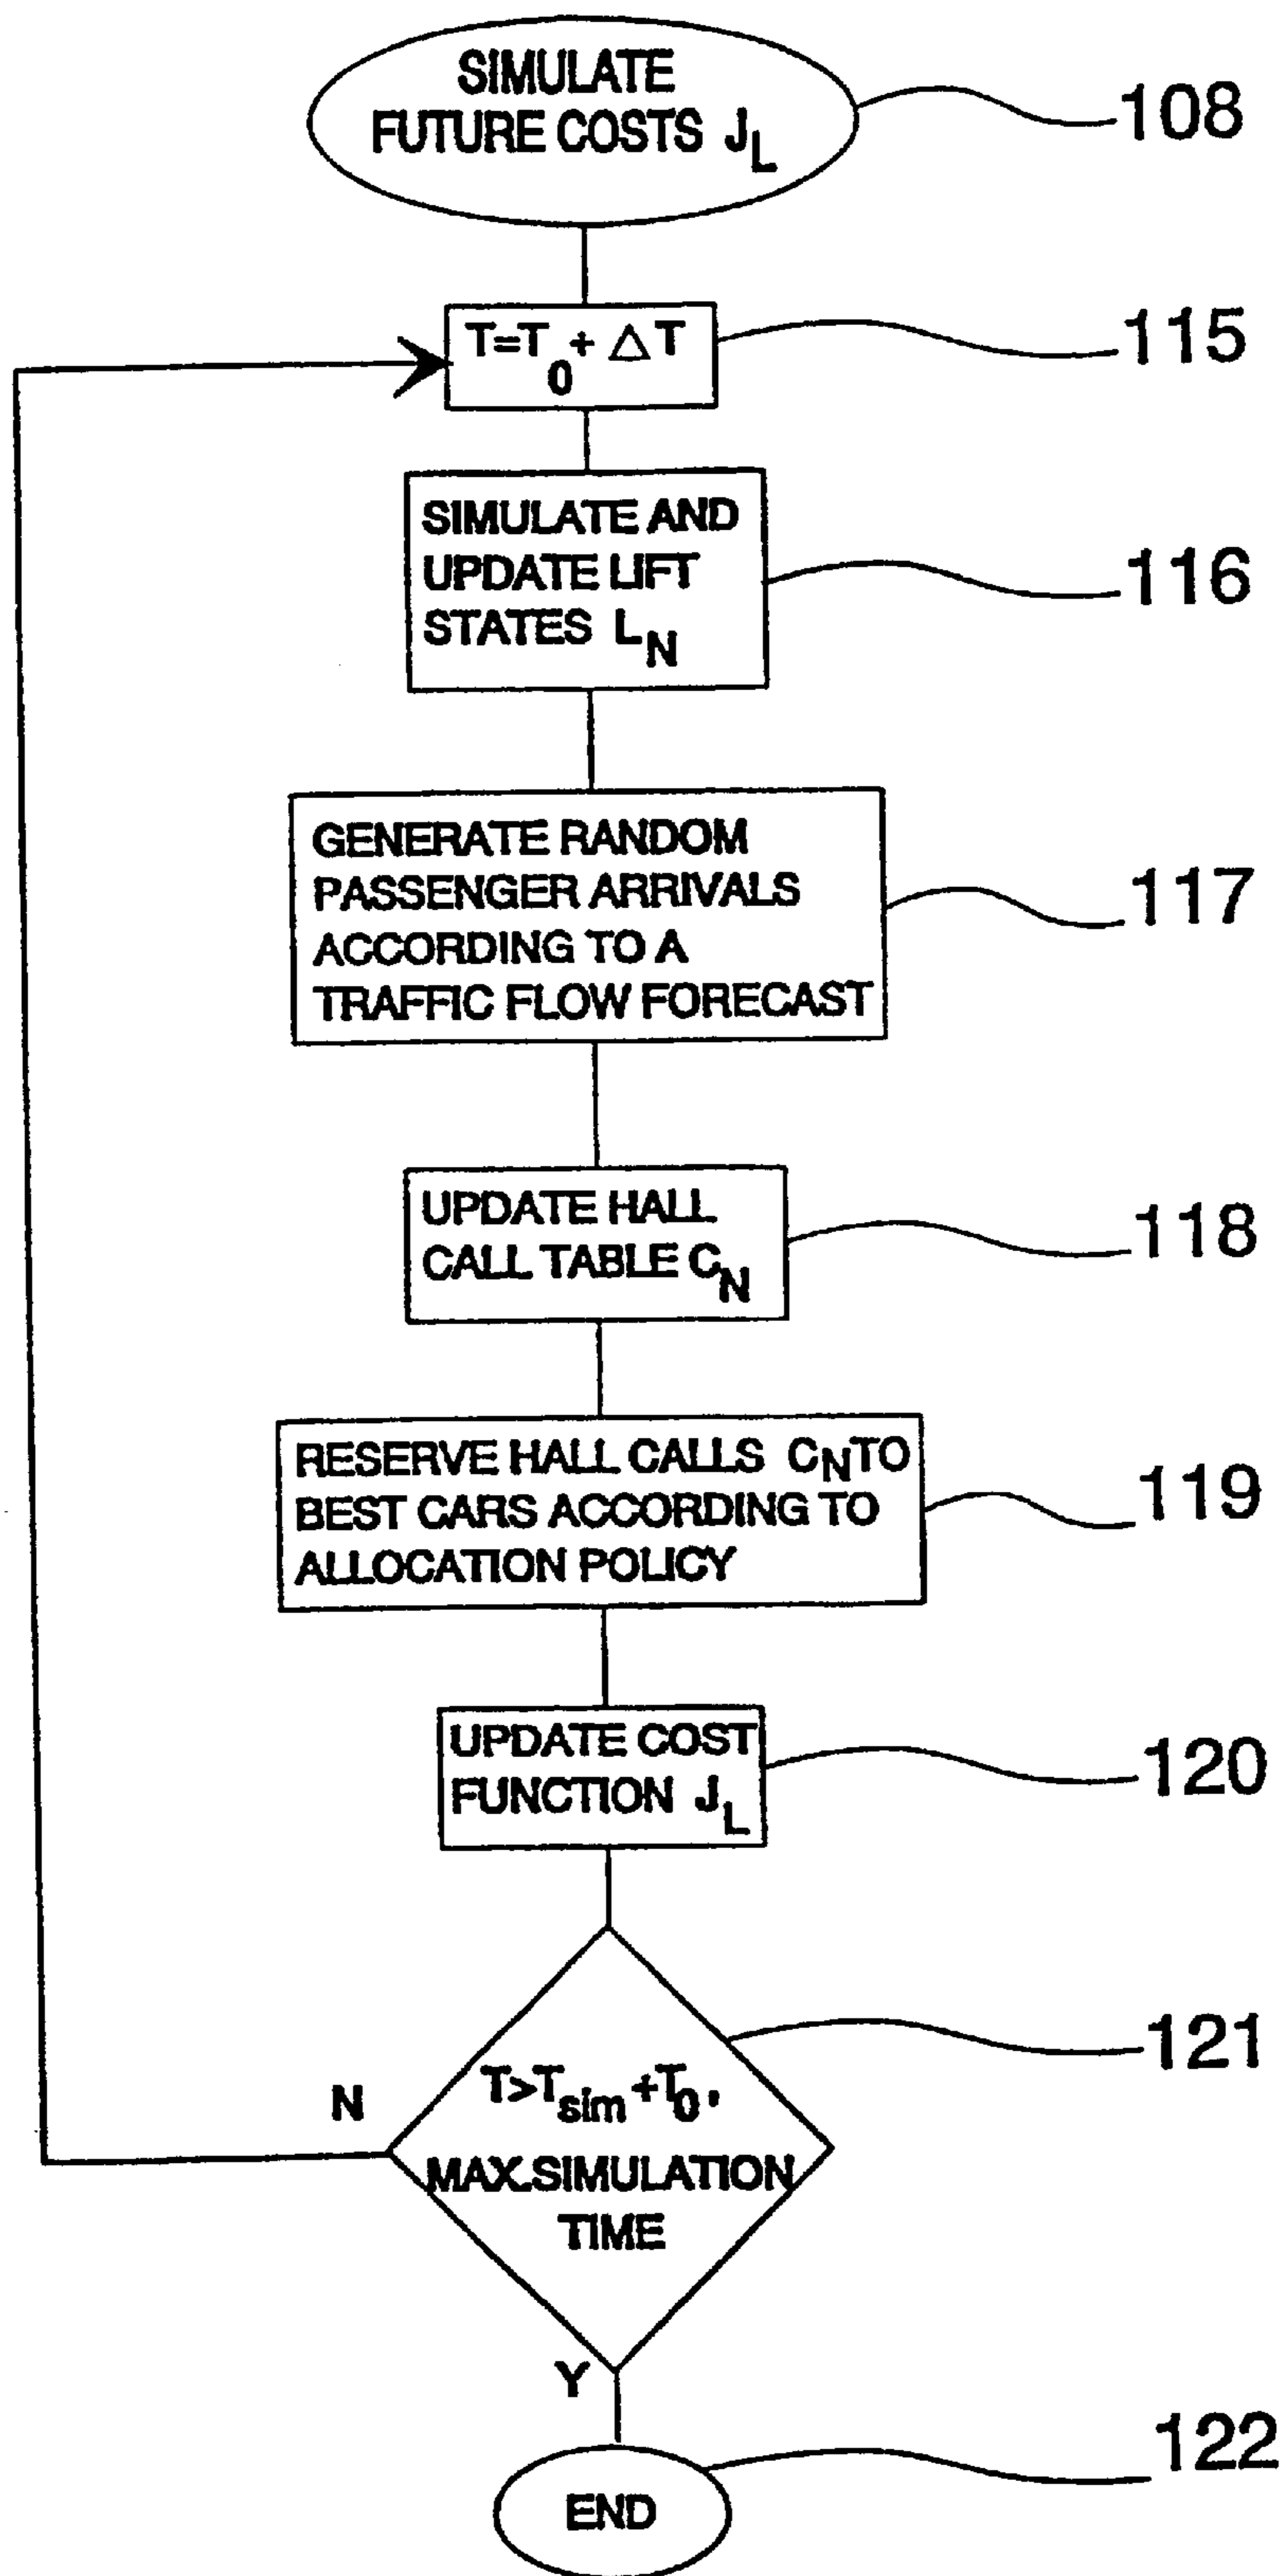 SIMULATE
FUTURE COSTS J_L
108
T=T_0+ △T
115
SIMULATE AND
UPDATE LIFT
STATES L_N
116
GENERATE RANDOM
PASSENGER ARRIVALS
ACCORDING TO A
TRAFFIC FLOW FORECAST
117
UPDATE HALL
CALL TABLE C_N
118
RESERVE HALL CALLS C_N TO
BEST CARS ACCORDING TO
ALLOCATION POLICY
119
UPDATE COST
FUNCTION J_L
120
T>T_sim+T_0,
MAX.SIMULATION
TIME
121
N
Y
END
122